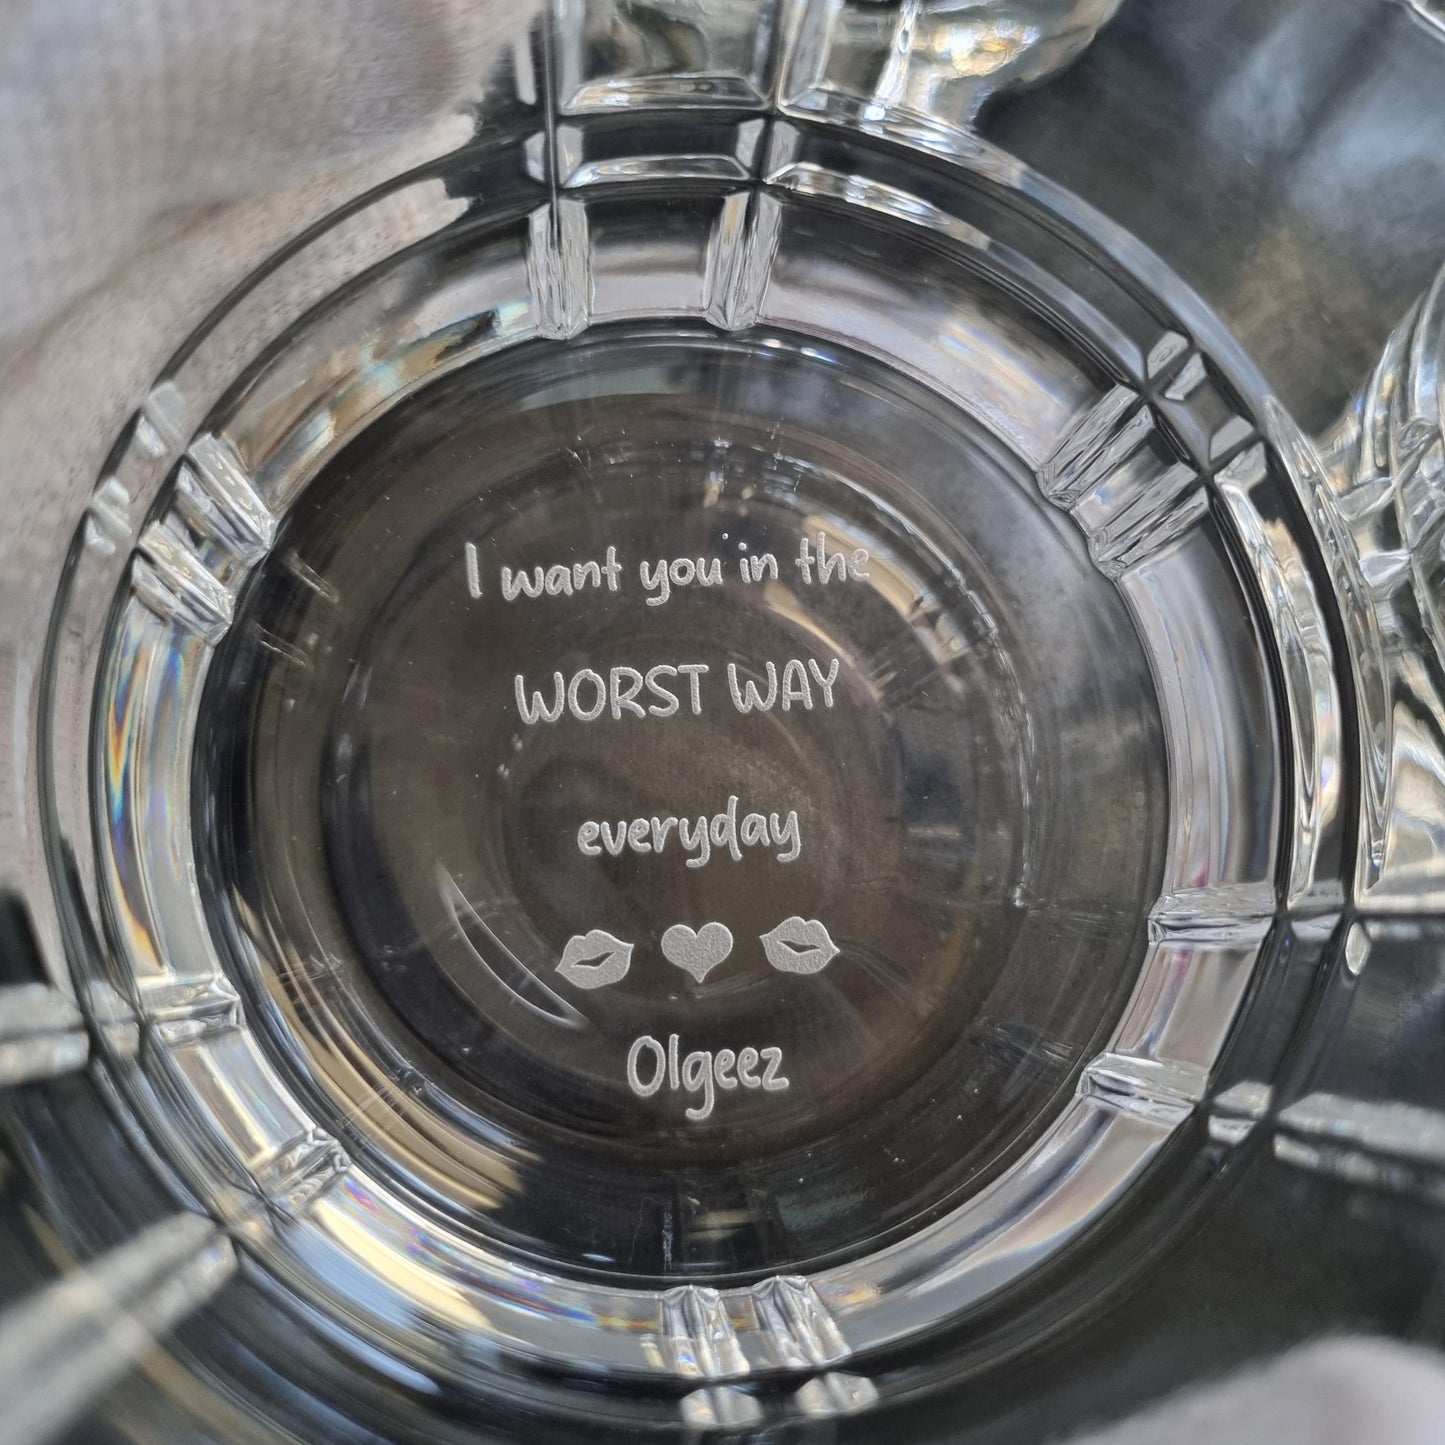 I want you in the
WORST WAY
everyday
Olgeez